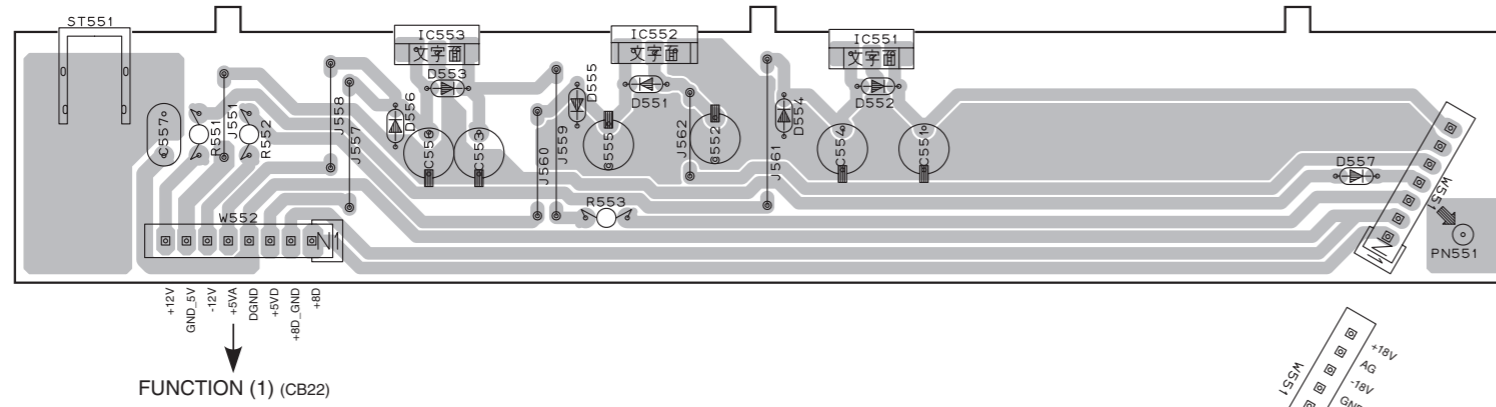 ST551
IC553
文字面
IC552
文字面
IC551
文字面
D553
D556
D555
D551
D554
D552
C557
R551
J551
R552
J558
J557
C553
J560
J559
J562
C552
J561
C554
C551
D557
R553
W552
N1
W551
N1
PN551
+12V
GND_5V
-12V
+5VA
DGND
+5VD
+8D_GND
+8D
FUNCTION (1) (CB22)
W551
+18V
AG
-18V